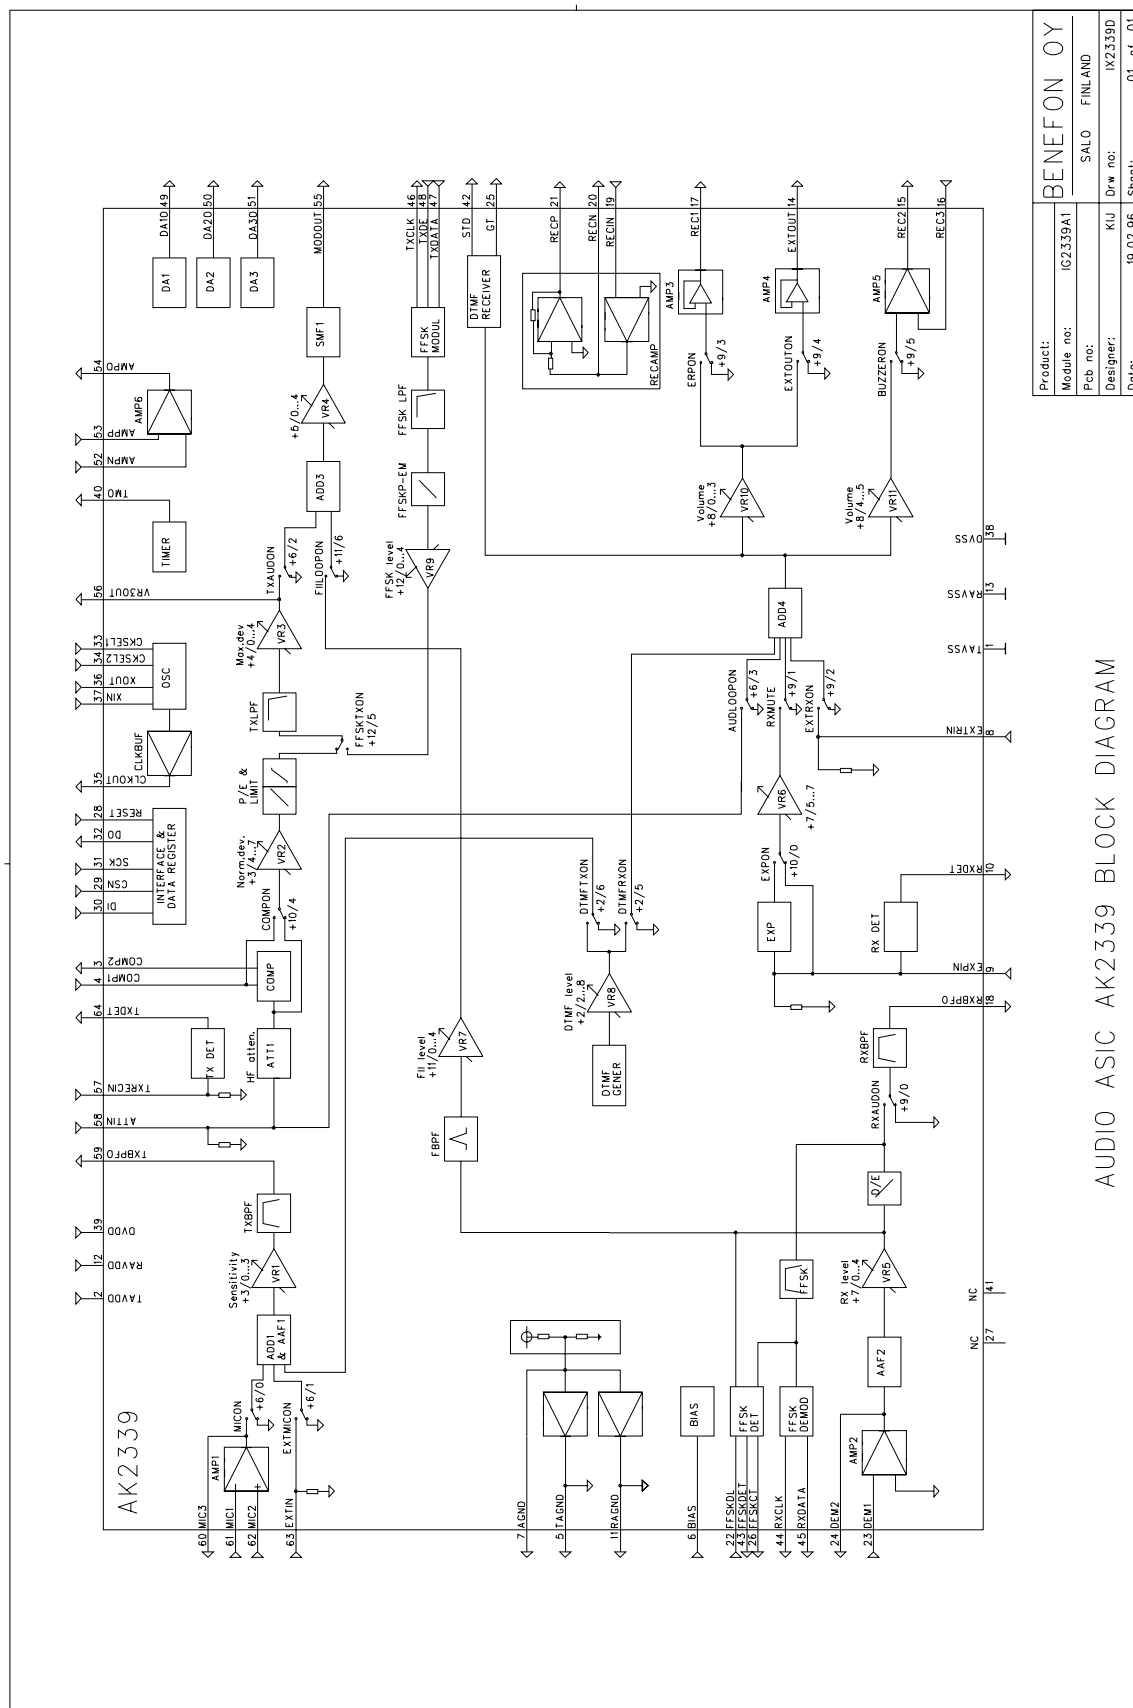 AK2339
60 MIC3
61 MIC1
62 MIC2
63 EXTIN
AMP1
MICON
+6/0
EXTMICON
+6/1
ADD1
& AAF1
Sensitivity
+3/0...3
VR1
TXBPF
2 TAVDD
12 RAVDD
39 DVDD
59 TXBPFO
58 ATTIN
57 TXRECIN
64 TXDET
4 COMP1
3 COMP2
TX DET
HF atten.
ATT1
COMP
COMPON
+10/4
Norm.dev.
+3/4...7
VR2
P/E &
LIMIT
FFSKTXON
+12/5
TXLPF
Max.dev
+4/0...4
VR3
TXAUDON
+6/2
FIILOOPON
+11/6
ADD3
+5/0...4
VR4
SMF1
MODOUT 55
30 DI
29 CSN
31 SCK
32 DO
28 RESET
INTERFACE &
DATA REGISTER
35 CLKOUT
CLKBUF
37 XIN
36 XOUT
34 CKSEL2
33 CKSEL1
OSC
56 VR3OUT
TIMER
40 TMO
52 AMPN
53 AMPP
54 AMPO
AMP6
DA1
DA1O 49
DA2
DA2O 50
DA3
DA3O 51
FFSK level
+12/0...4
VR9
FFSKP-EM
FFSK LPF
FFSK
MODUL
TXCLK 46
TXDE 48
TXDATA 47
FBPF
FII level
+11/0...4
VR7
DTMF
RECEIVER
STD 42
GT 25
RECAMP
RECP 21
RECN 20
RECIN 19
DTMF
GENER
DTMF level
+2/2...8
VR8
DTMFTXON
+2/6
DTMFRXON
+2/5
7 AGND
5 TAGND
11 RAGND
BIAS
6 BIAS
22 FFSKDL
43 FFSKDET
26 FFSKCT
FFSK
DET
44 RXCLK
45 RXDATA
FFSK
DEMOD
FFSK
24 DEM2
23 DEM1
AMP2
AAF2
RX level
+7/0...4
VR5
D/E
RXAUDON
+9/0
RXBPF
RXBPFO
18
EXPIN
9
RX DET
RXDET
10
EXP
EXPON
+10/0
VR6
+7/5...7
AUDLOOPON
+6/3
RXMUTE
+9/1
EXTRXON
+9/2
EXTRIN
8
ADD4
Volume
+8/0...3
VR10
Volume
+8/4...5
VR11
ERPON
+9/3
AMP3
REC1 17
EXTOUTON
+9/4
AMP4
EXTOUT 14
BUZZERON
+9/5
AMP5
REC2 15
REC3 16
NC
27
NC
41
TAVSS
1
RAVSS
13
DVSS
38
AUDIO ASIC AK2339 BLOCK DIAGRAM
Product:
BENEFON OY
Module no:
IG2339A1
SALO FINLAND
Pcb no:
Designer:
KIJ
Drw no:
IX2339D
Date:
19.02.96
Sheet:
01 of 01